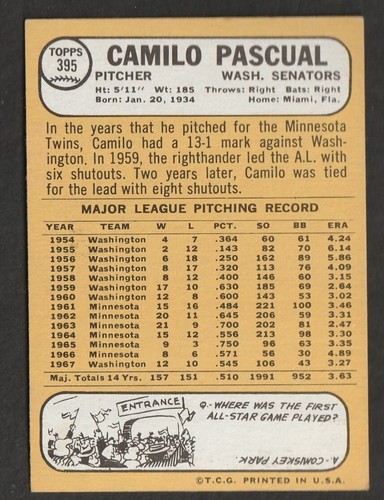 TOPPS
395
CAMILO PASCUAL
PITCHER WASH. SENATORS
Ht: 5'11" Wt: 185 Throws: Right Bats: Right
Born: Jan. 20, 1934 Home: Miami, Fla.
In the years that he pitched for the Minnesota
Twins, Camilo had a 13-1 mark against Wash-
ington. In 1959, the righthander led the A.L. with
six shutouts. Two years later, Camilo was tied
for the lead with eight shutouts.
MAJOR LEAGUE PITCHING RECORD
YEAR TEAM W L PCT. SO BB ERA
1954 Washington 4 7 .364 60 61 4.24
1955 Washington 2 12 .143 82 70 6.14
1956 Washington 6 18 .250 162 89 5.86
1957 Washington 8 17 .320 113 76 4.09
1958 Washington 8 12 .400 146 60 3.15
1959 Washington 17 10 .630 185 69 2.64
1960 Washington 12 8 .600 143 53 3.02
1961 Minnesota 15 16 .484 221 100 3.46
1962 Minnesota 20 11 .645 206 59 3.31
1963 Minnesota 21 9 .700 202 81 2.47
1964 Minnesota 15 12 .556 213 98 3.30
1965 Minnesota 9 3 .750 96 63 3.35
1966 Minnesota 8 6 .571 56 30 4.89
1967 Washington 12 10 .545 106 43 3.27
Maj. Totals 14 Yrs. 157 151 .510 1991 952 3.63
ENTRANCE
Q-WHERE WAS THE FIRST
ALL-STAR GAME PLAYED?
A-COMISKEY PARK.
©T.C.G. PRINTED IN U.S.A.